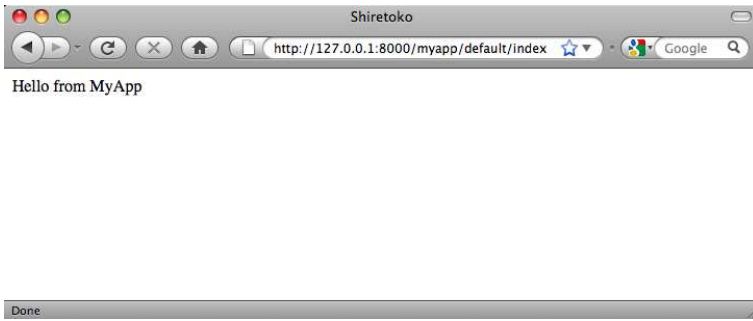 Shiretoko
http://127.0.0.1:8000/myapp/default/index
Google
Hello from MyApp
Done